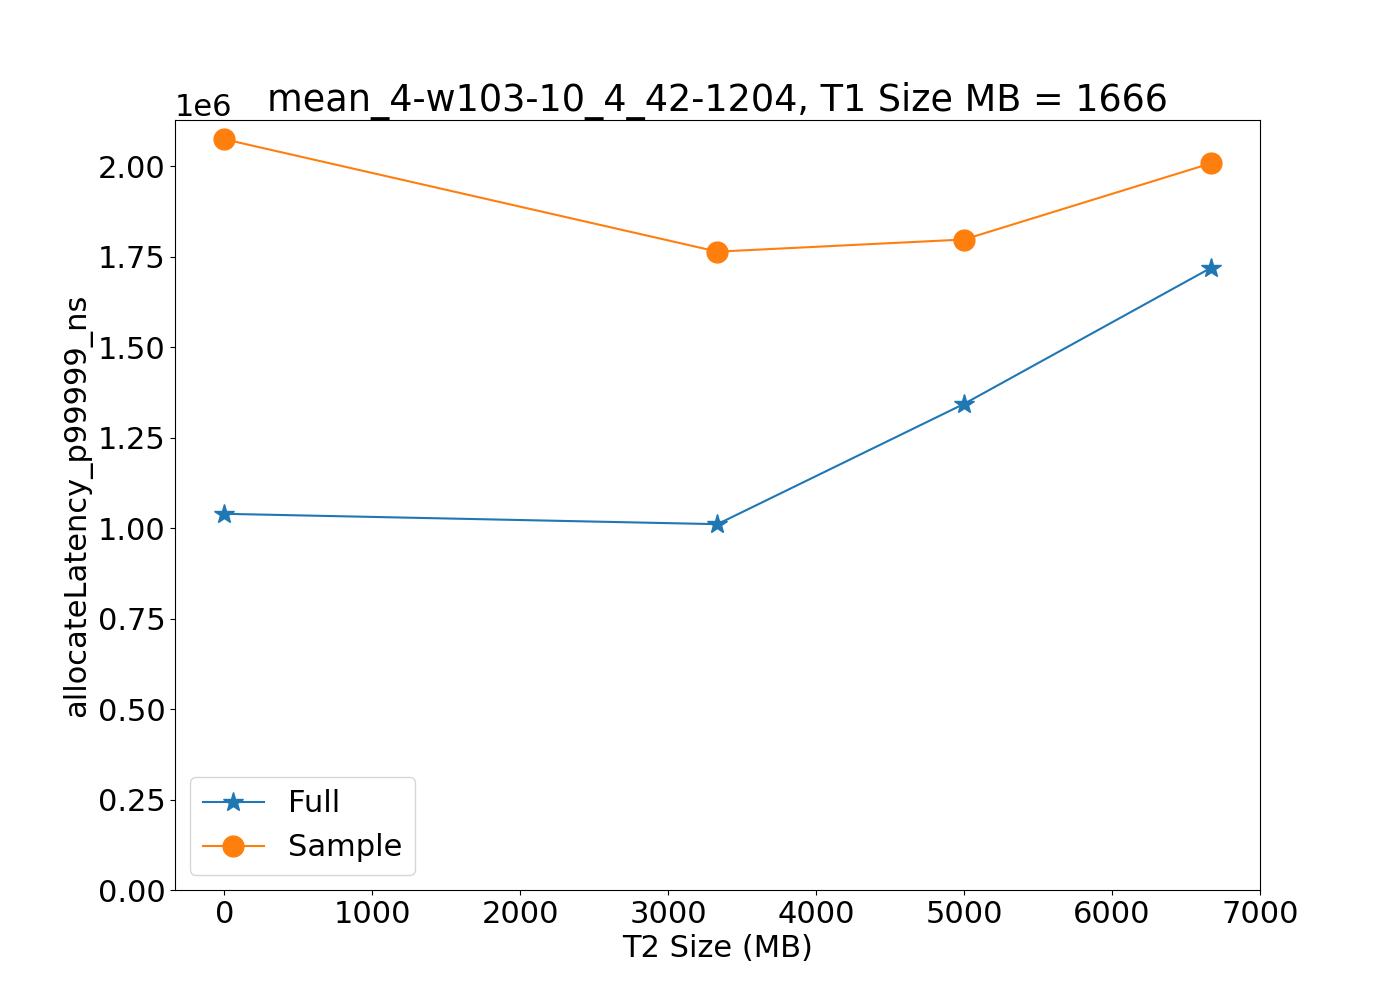 1e6
mean_4-w103-10_4_42-1204, T1 Size MB = 1666
2.00
1.75
1.50
1.25
1.00
0.75
0.50
0.25
0.00
allocateLatency_p99999_ns
Full
Sample
0 1000 2000 3000 4000 5000 6000 7000
T2 Size (MB)